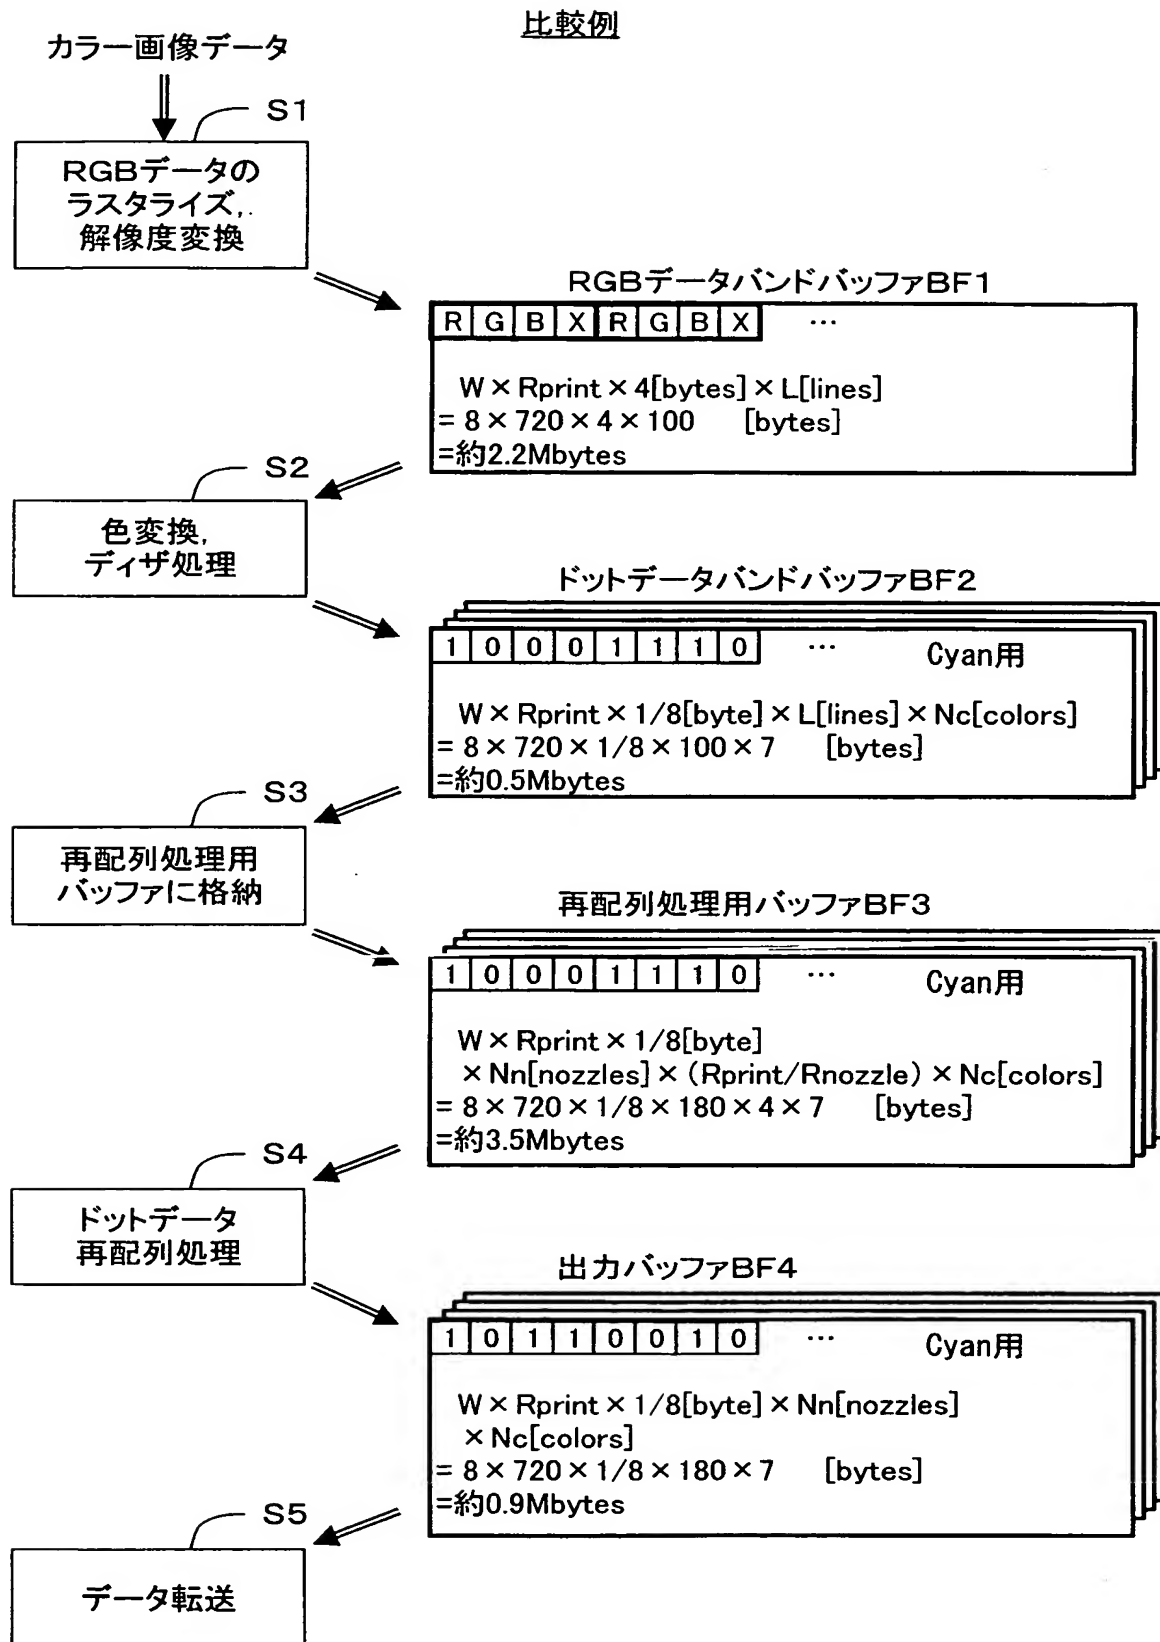 比較例
カラー画像データ
S1
RGBデータの
ラスタライズ,
解像度変換
RGBデータバンドバッファBF1
R G B X R G B X …
W×Rprint×4[bytes]×L[lines]
=8×720×4×100 [bytes]
=約2.2Mbytes
S2
色変換,
ディザ処理
ドットデータバンドバッファBF2
1 0 0 0 1 1 1 0 … Cyan用
W×Rprint×1/8[byte]×L[lines]×Nc[colors]
=8×720×1/8×100×7 [bytes]
=約0.5Mbytes
S3
再配列処理用
バッファに格納
再配列処理用バッファBF3
1 0 0 0 1 1 1 0 … Cyan用
W×Rprint×1/8[byte]
×Nn[nozzles]×(Rprint/Rnozzle)×Nc[colors]
=8×720×1/8×180×4×7 [bytes]
=約3.5Mbytes
S4
ドットデータ
再配列処理
出力バッファBF4
1 0 1 1 0 0 1 0 … Cyan用
W×Rprint×1/8[byte]×Nn[nozzles]
×Nc[colors]
=8×720×1/8×180×7 [bytes]
=約0.9Mbytes
S5
データ転送